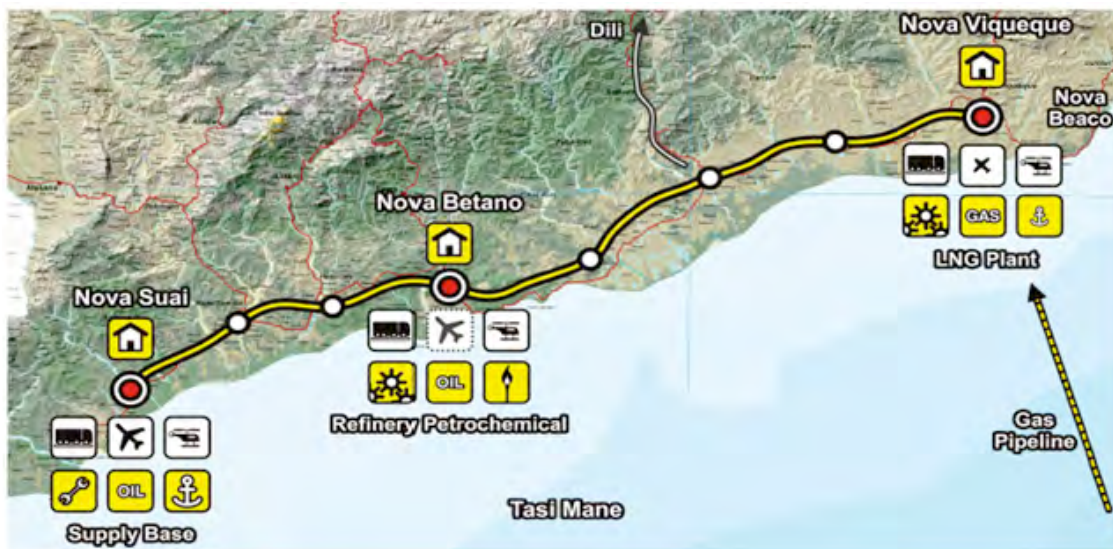 Dili
Nova Viqueque
Nova
Beaco
Nova Betano
GAS
LNG Plant
Nova Suai
OIL
Refinery Petrochemical
Gas
Pipeline
OIL
Supply Base
Tasi Mane